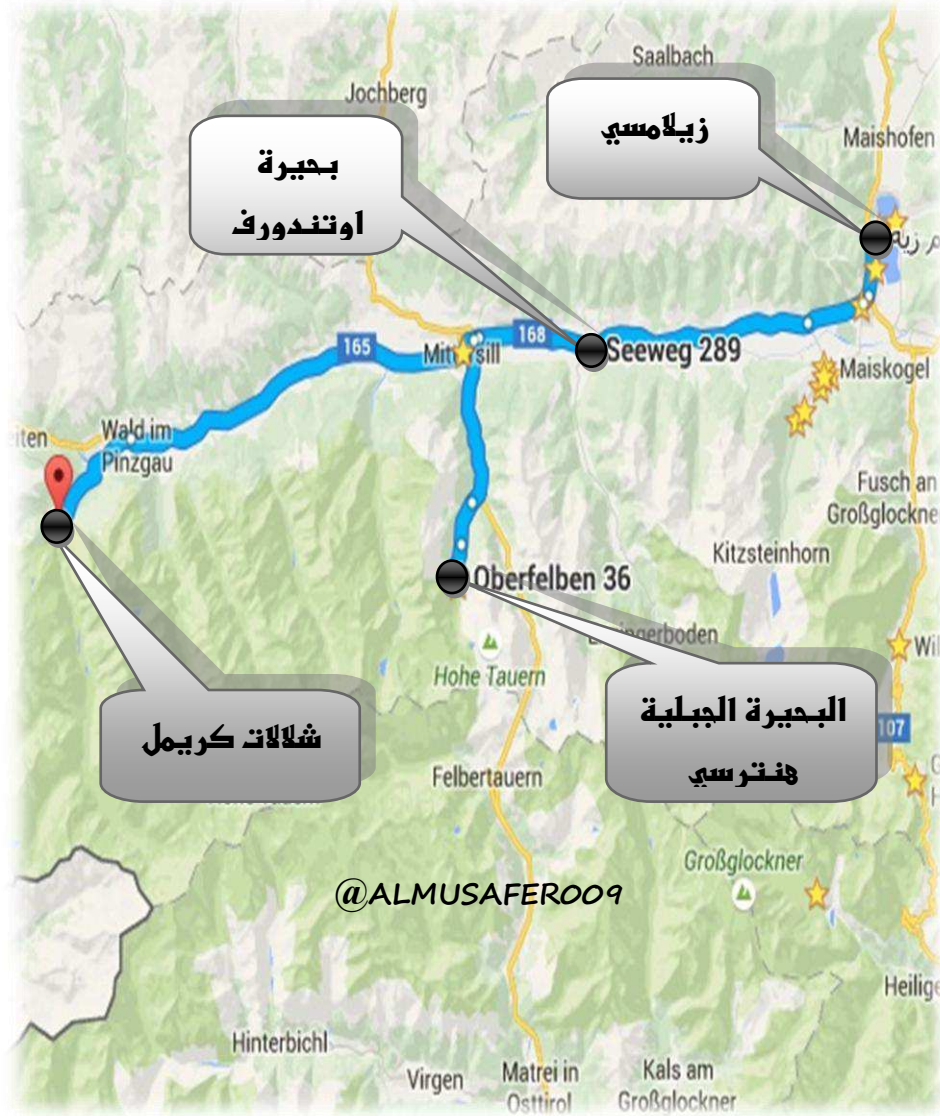 Saalbach
Jochberg
زيلامسي
Maishofen
بحيرة
اوتندورف
165
168
Seeweg 289
Maiskogel
Wald im
Pinzgau
Fusch an
Großglockne
Kitzsteinhorn
Oberfelben 36
Hohe Tauern
البحيرة الجبلية
هنترسي
107
شلالات كريمل
Felbertauern
Großglockner
@ALMUSAFER009
Heilige
Hinterbichl
Virgen
Matrei in
Osttirol
Kals am
Großglockner